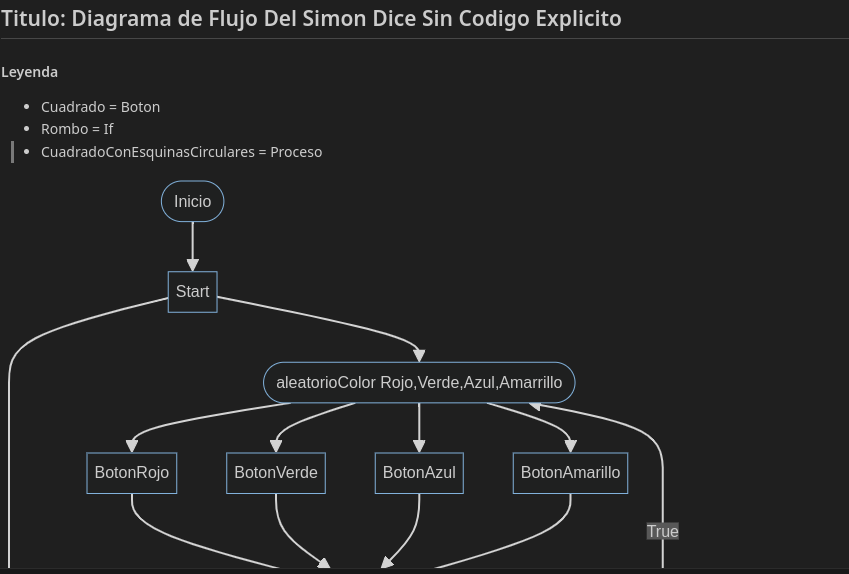 Titulo: Diagrama de Flujo Del Simon Dice Sin Codigo Explicito
Leyenda
Cuadrado = Boton
Rombo = If
CuadradoConEsquinasCirculares = Proceso
Inicio
Start
aleatorioColor Rojo,Verde,Azul,Amarrillo
BotonRojo
BotonVerde
BotonAzul
BotonAmarillo
True